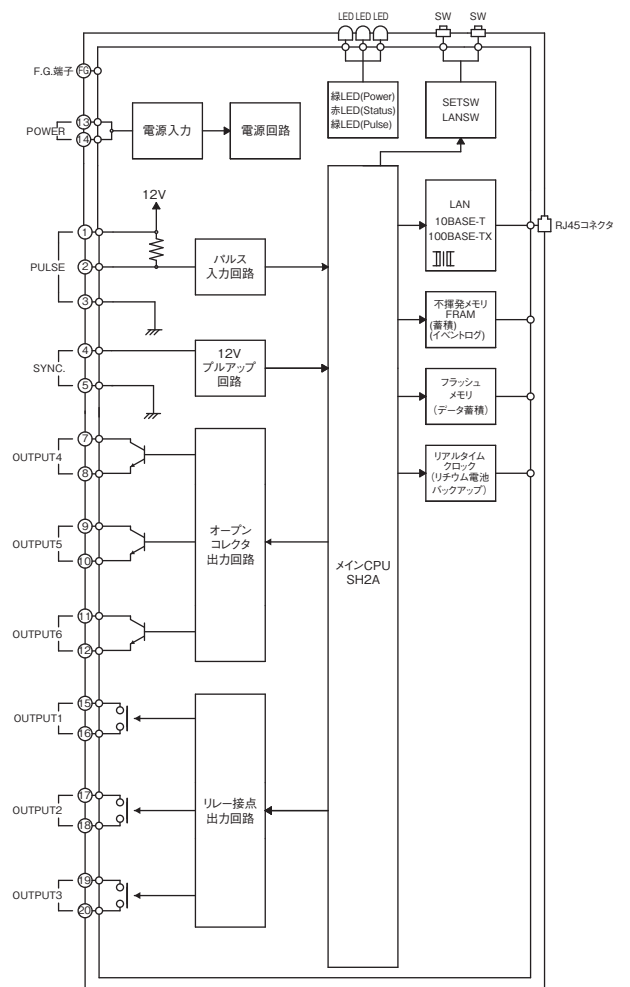 LED LED LED
SW SW
F.G.端子 FG
POWER
13
14
電源入力
電源回路
緑LED(Power)
赤LED(Status)
緑LED(Pulse)
SETSW
LANSW
12V
PULSE
1
2
3
パルス
入力回路
LAN
10BASE-T
100BASE-TX
RJ45コネクタ
不揮発メモリ
FRAM
(蓄積)
(イベントログ)
SYNC.
4
5
12V
プルアップ
回路
フラッシュ
メモリ
(データ蓄積)
リアルタイム
クロック
(リチウム電池
バックアップ)
OUTPUT4
7
8
OUTPUT5
9
10
OUTPUT6
11
12
オープン
コレクタ
出力回路
メインCPU
SH2A
OUTPUT1
15
16
OUTPUT2
17
18
OUTPUT3
19
20
リレー接点
出力回路